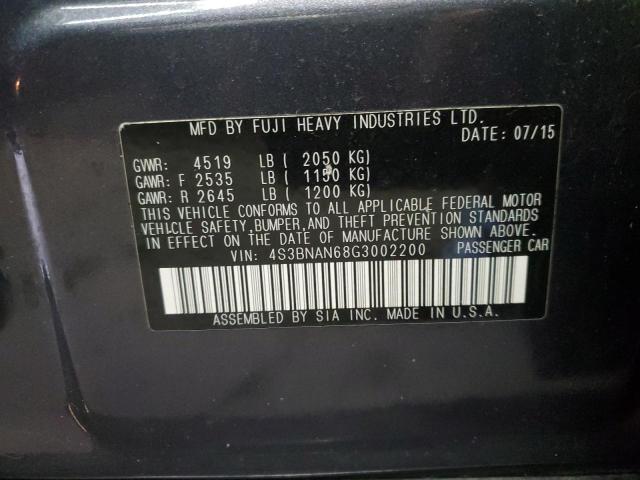 MFD BY FUJI HEAVY INDUSTRIES LTD.
DATE: 07/15
GVWR: 4519 LB ( 2050 KG)
GAWR: F 2535 LB ( 1150 KG)
GAWR: R 2645 LB ( 1200 KG)
THIS VEHICLE CONFORMS TO ALL APPLICABLE FEDERAL MOTOR
VEHICLE SAFETY, BUMPER, AND THEFT PREVENTION STANDARDS
IN EFFECT ON THE DATE OF MANUFACTURE SHOWN ABOVE.
VIN: 4S3BNAN68G3002200 PASSENGER CAR
ASSEMBLED BY SIA INC. MADE IN U.S.A.